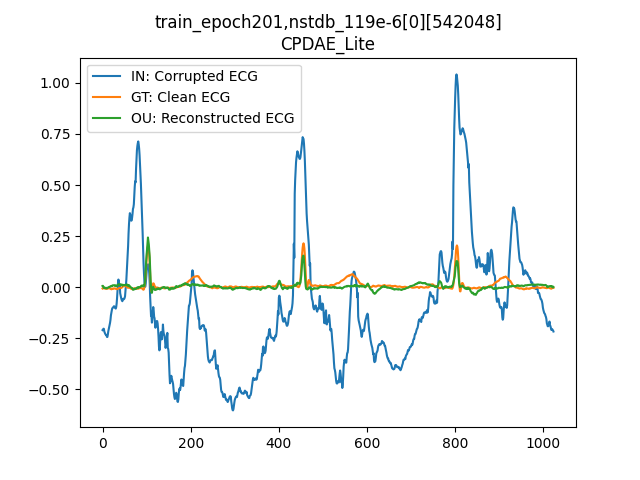 train_epoch201,nstdb_119e-6[0][542048]
CPDAE_Lite
IN: Corrupted ECG
GT: Clean ECG
OU: Reconstructed ECG
1.00
0.75
0.50
0.25
0.00
−0.25
−0.50
0 200 400 600 800 1000